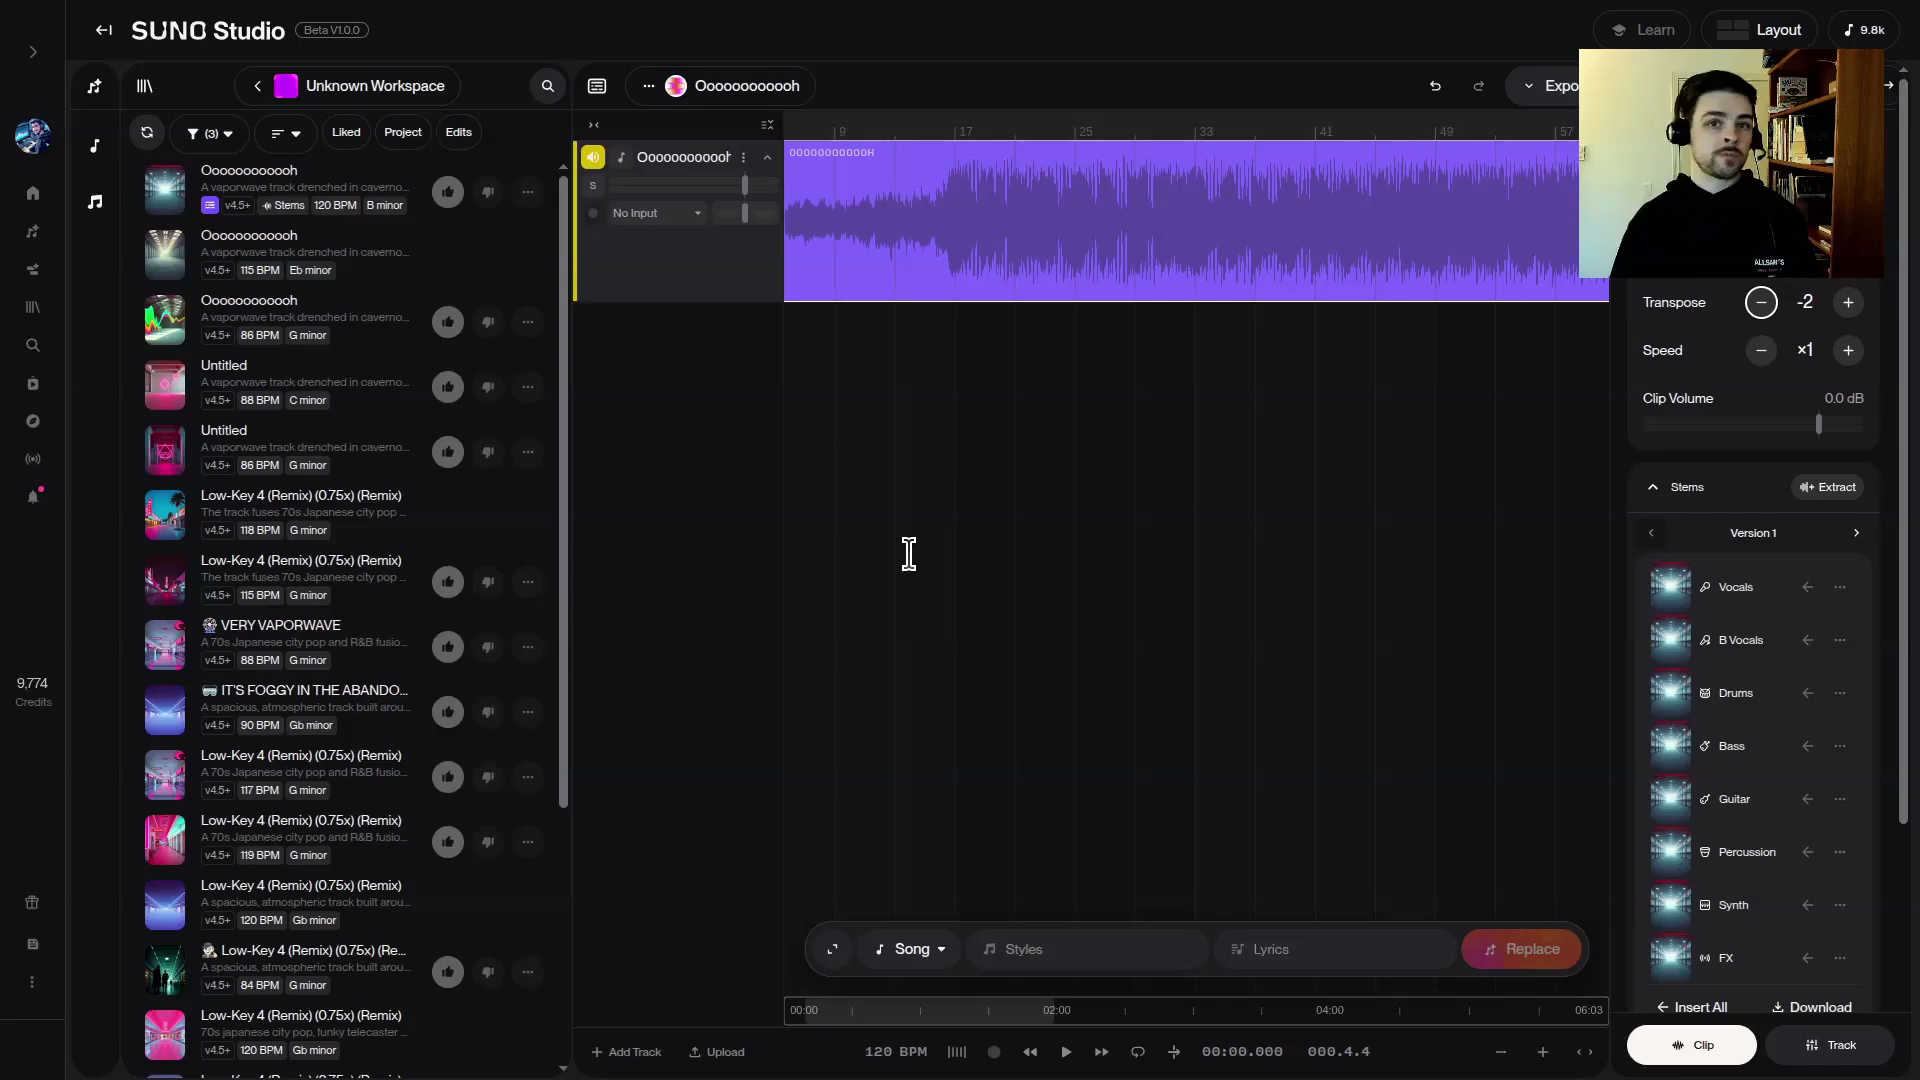 SUNO Studio
Beta V1.0.0
Learn
Layout
9.8k
Unknown Workspace
Oooooooooooh
Expo
(3)
Liked
Project
Edits
9
17
25
33
41
49
57
Ooooooooooooh
OOOOOOOOOOOH
S
No Input
Ooooooooooooh
A vaporwave track drenched in caverno...
v4.5+
Stems
120 BPM
B minor
Ooooooooooooh
A vaporwave track drenched in caverno...
v4.5+
115 BPM
Eb minor
Ooooooooooooh
A vaporwave track drenched in caverno...
v4.5+
86 BPM
G minor
Untitled
A vaporwave track drenched in caverno...
v4.5+
88 BPM
C minor
Untitled
A vaporwave track drenched in caverno...
v4.5+
86 BPM
G minor
Low-Key 4 (Remix) (0.75x) (Remix)
The track fuses 70s Japanese city pop ...
v4.5+
118 BPM
G minor
Low-Key 4 (Remix) (0.75x) (Remix)
The track fuses 70s Japanese city pop ...
v4.5+
115 BPM
G minor
VERY VAPORWAVE
A 70s Japanese city pop and R&B fusio...
v4.5+
88 BPM
G minor
IT'S FOGGY IN THE ABANDO...
A spacious, atmospheric track built arou...
v4.5+
90 BPM
Gb minor
Low-Key 4 (Remix) (0.75x) (Remix)
A 70s Japanese city pop and R&B fusio...
v4.5+
117 BPM
G minor
Low-Key 4 (Remix) (0.75x) (Remix)
A 70s Japanese city pop and R&B fusio...
v4.5+
119 BPM
G minor
Low-Key 4 (Remix) (0.75x) (Remix)
A spacious, atmospheric track built arou...
v4.5+
120 BPM
Gb minor
Low-Key 4 (Remix) (0.75x) (Re...
A spacious, atmospheric track built arou...
v4.5+
84 BPM
G minor
Low-Key 4 (Remix) (0.75x) (Remix)
70s japanese city pop, funky telecaster ...
v4.5+
120 BPM
Gb minor
9,774
Credits
Transpose
-2
Speed
×1
Clip Volume
0.0 dB
Stems
Extract
Version 1
Vocals
B Vocals
Drums
Bass
Guitar
Percussion
Synth
FX
Insert All
Download
Clip
Track
Song
Styles
Lyrics
Replace
00:00
02:00
04:00
06:03
Add Track
Upload
120 BPM
00:00.000
000.4.4